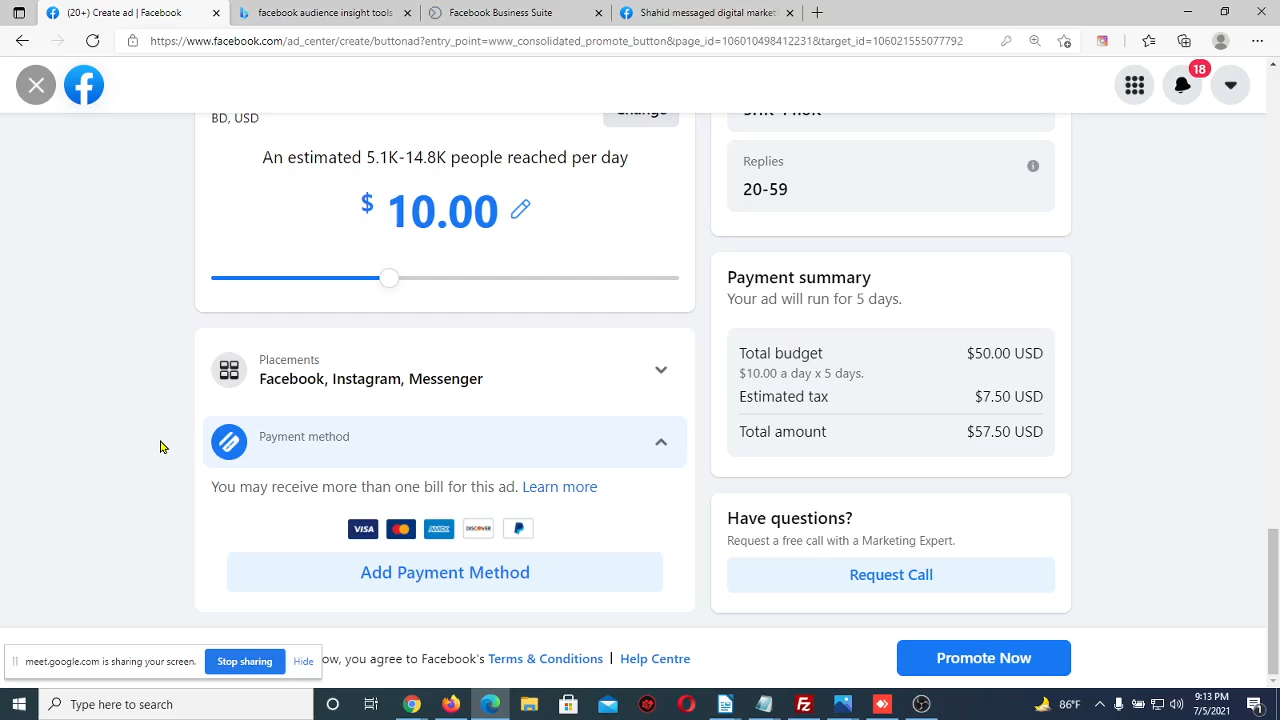 (20+) Create ad | Facebook
Facebook audeinthe insight tools
Facebook Business Suite
Shahid messaged digital market
https://www.facebook.com/ad_center/create/buttonad?entry_point=www_consolidated_promote_button&page_id=106010498412231&target_id=106021555077792
18
BD, USD
Change
An estimated 5.1K-14.8K people reached per day
$ 10.00
Replies
20-59
Placements
Facebook, Instagram, Messenger
Payment method
You may receive more than one bill for this ad. Learn more
VISA
AMEX
DISCOVER
Add Payment Method
Payment summary
Your ad will run for 5 days.
Total budget $50.00 USD
$10.00 a day x 5 days.
Estimated tax $7.50 USD
Total amount $57.50 USD
Have questions?
Request a free call with a Marketing Expert.
Request Call
meet.google.com is sharing your screen. Stop sharing Hide
ow, you agree to Facebook's Terms & Conditions | Help Centre
Promote Now
Type here to search
86°F
9:13 PM
7/5/2021